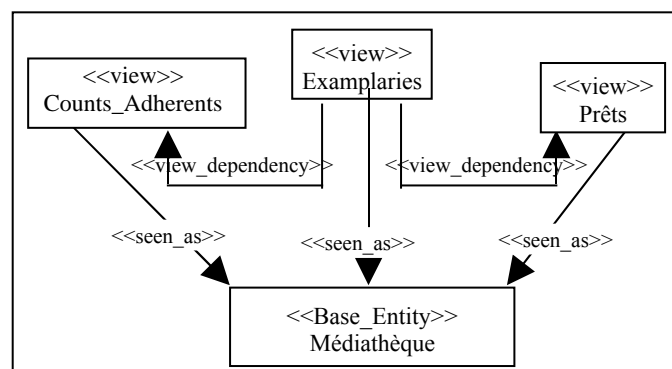 <<view>>
Counts_Adherents
<<view>>
Examplaries
<<view>>
Prêts
<<view_dependency>>
<<view_dependency>>
<<seen_as>>
<<seen_as>>
<<seen_as>>
<<Base_Entity>>
Médiathèque